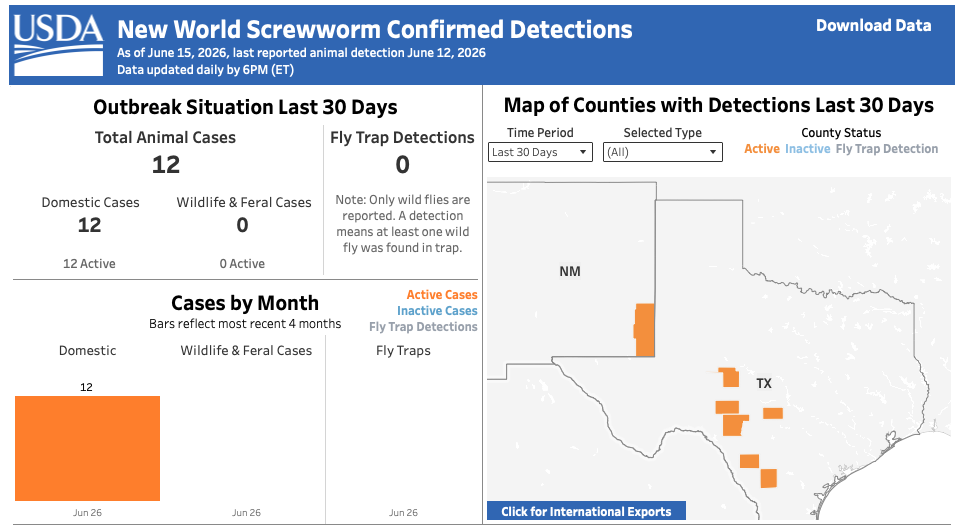 USDA
New World Screwworm Confirmed Detections
As of June 15, 2026, last reported animal detection June 12, 2026
Data updated daily by 6PM (ET)
Download Data
Outbreak Situation Last 30 Days
Total Animal Cases
12
Domestic Cases
12
12 Active
Wildlife & Feral Cases
0
0 Active
Fly Trap Detections
0
Note: Only wild flies are
reported. A detection
means at least one wild
fly was found in trap.
Cases by Month
Bars reflect most recent 4 months
Active Cases
Inactive Cases
Fly Trap Detections
Domestic
Wildlife & Feral Cases
Fly Traps
12
Jun 26
Jun 26
Jun 26
Map of Counties with Detections Last 30 Days
Time Period
Last 30 Days
Selected Type
(All)
County Status
Active Inactive Fly Trap Detection
NM
TX
Click for International Exports